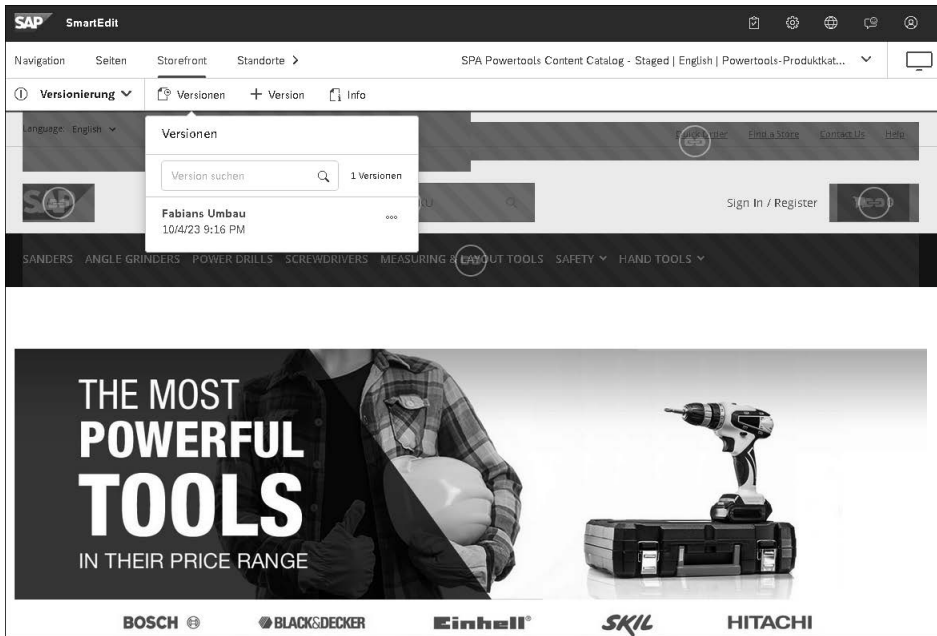 SAP SmartEdit
Navigation Seiten Storefront Standorte SPA Powertools Content Catalog - Staged | English | Powertools-Produktkat...
Versionierung Versionen + Version Info
Language English Quick Order Find a Store Contact Us Help
Versionen
Version suchen 1 Versionen
SAP Sign In / Register
Fabians Umbau
10/4/23 9:16 PM
SANDERS ANGLE GRINDERS POWER DRILLS SCREWDRIVERS MEASURING & LAYOUT TOOLS SAFETY HAND TOOLS
THE MOST
POWERFUL
TOOLS
IN THEIR PRICE RANGE
BOSCH BLACK&DECKER Einhell® SKIL HITACHI